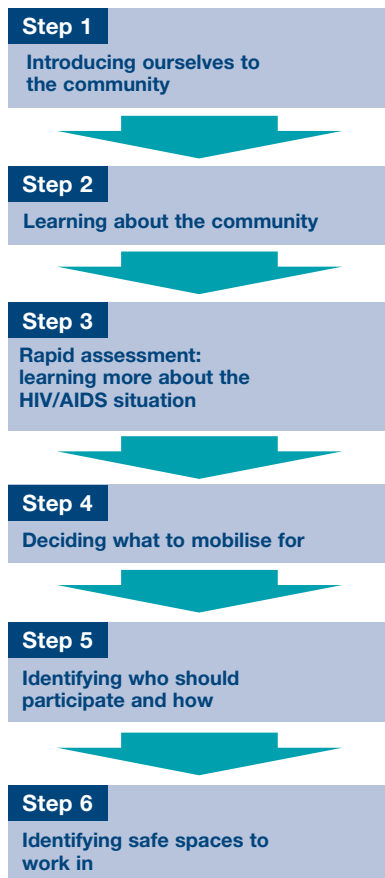 Step 1
Introducing ourselves to
the community
Step 2
Learning about the community
Step 3
Rapid assessment:
learning more about the
HIV/AIDS situation
Step 4
Deciding what to mobilise for
Step 5
Identifying who should
participate and how
Step 6
Identifying safe spaces to
work in